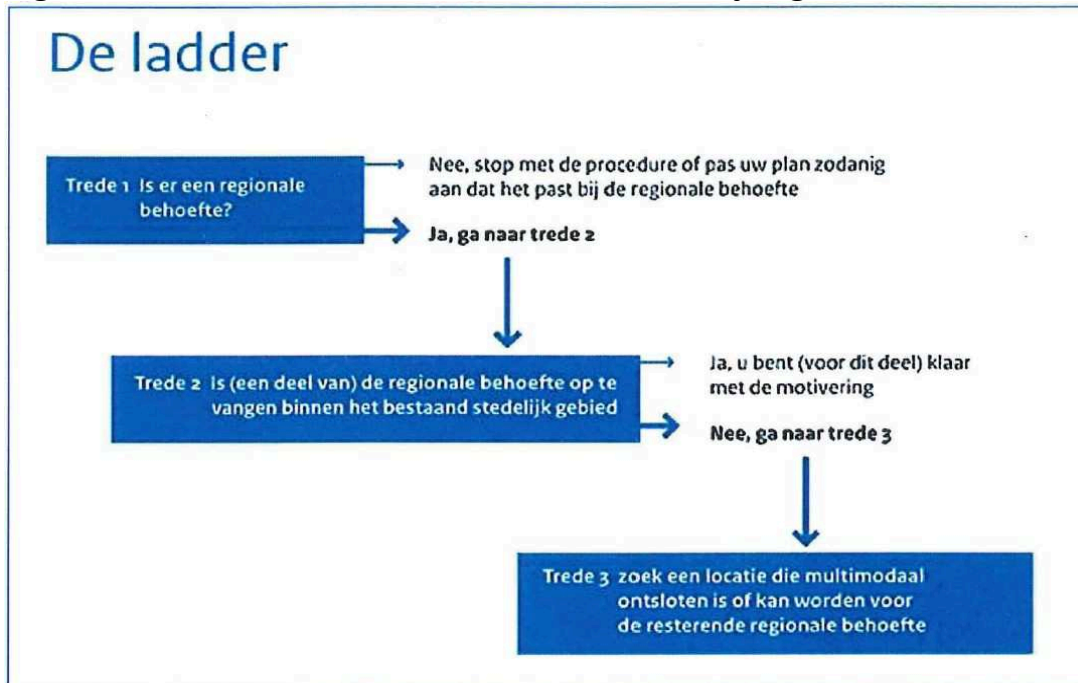 De ladder
Trede 1 Is er een regionale
behoefte?
Nee, stop met de procedure of pas uw plan zodanig
aan dat het past bij de regionale behoefte
Ja, ga naar trede 2
Trede 2 Is (een deel van) de regionale behoefte op te
vangen binnen het bestaand stedelijk gebied
Ja, u bent (voor dit deel) klaar
met de motivering
Nee, ga naar trede 3
Trede 3 zoek een locatie die multimodaal
ontsloten is of kan worden voor
de resterende regionale behoefte